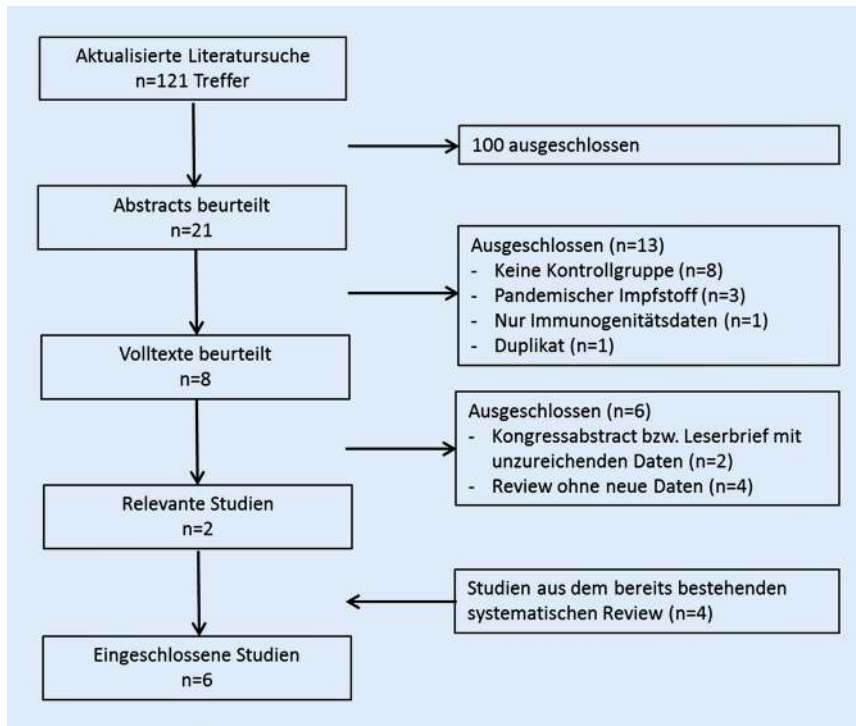 Aktualisierte Literatursuche
n=121 Treffer
100 ausgeschlossen
Abstracts beurteilt
n=21
Ausgeschlossen (n=13)
- Keine Kontrollgruppe (n=8)
- Pandemischer Impfstoff (n=3)
- Nur Immunogenitätsdaten (n=1)
- Duplikat (n=1)
Volltexte beurteilt
n=8
Ausgeschlossen (n=6)
- Kongressabstract bzw. Leserbrief mit
unzureichenden Daten (n=2)
- Review ohne neue Daten (n=4)
Relevante Studien
n=2
Studien aus dem bereits bestehenden
systematischen Review (n=4)
Eingeschlossene Studien
n=6